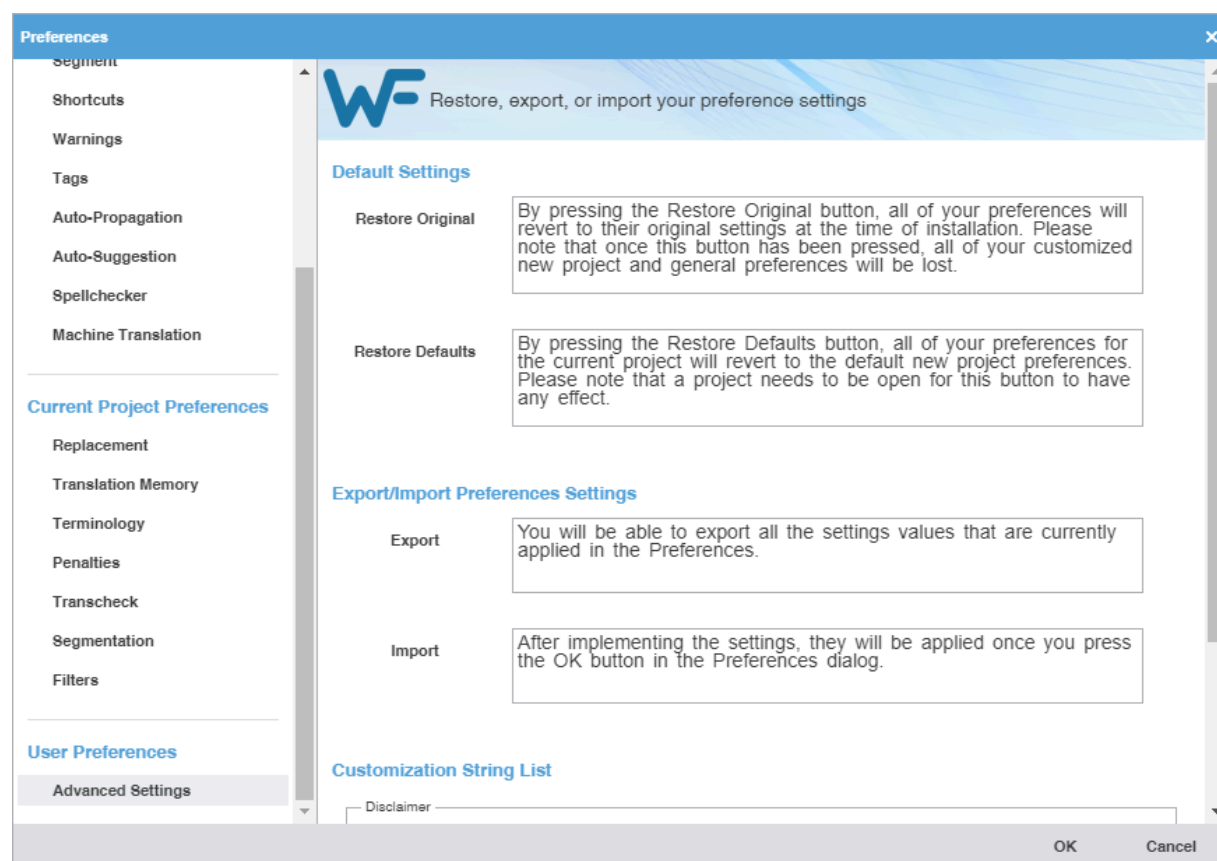 Preferences
Segment
Shortcuts
Warnings
Tags
Auto-Propagation
Auto-Suggestion
Spellchecker
Machine Translation
Current Project Preferences
Replacement
Translation Memory
Terminology
Penalties
Transcheck
Segmentation
Filters
User Preferences
Advanced Settings
WF
Restore, export, or import your preference settings
Default Settings
Restore Original
By pressing the Restore Original button, all of your preferences will
revert to their original settings at the time of installation. Please
note that once this button has been pressed, all of your customized
new project and general preferences will be lost.
Restore Defaults
By pressing the Restore Defaults button, all of your preferences for
the current project will revert to the default new project preferences.
Please note that a project needs to be open for this button to have
any effect.
Export/Import Preferences Settings
Export
You will be able to export all the settings values that are currently
applied in the Preferences.
Import
After implementing the settings, they will be applied once you press
the OK button in the Preferences dialog.
Customization String List
Disclaimer
OK
Cancel